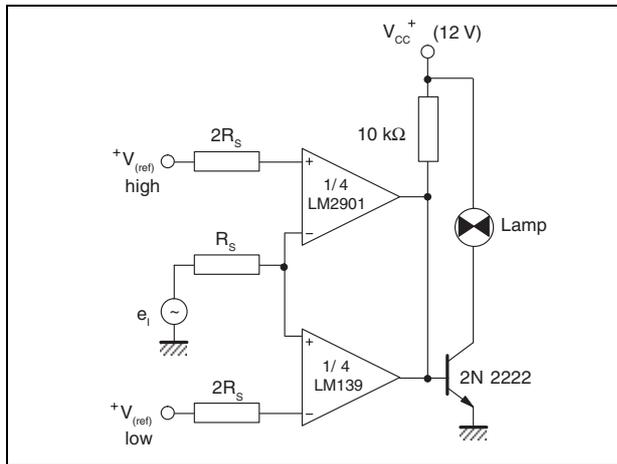 V_CC^+ (12 V)
2R_S
10 kΩ
+V_(ref)
high
+
1/4
LM2901
−
R_S
Lamp
e_I
~
+
1/4
LM139
−
2N 2222
2R_S
+V_(ref)
low